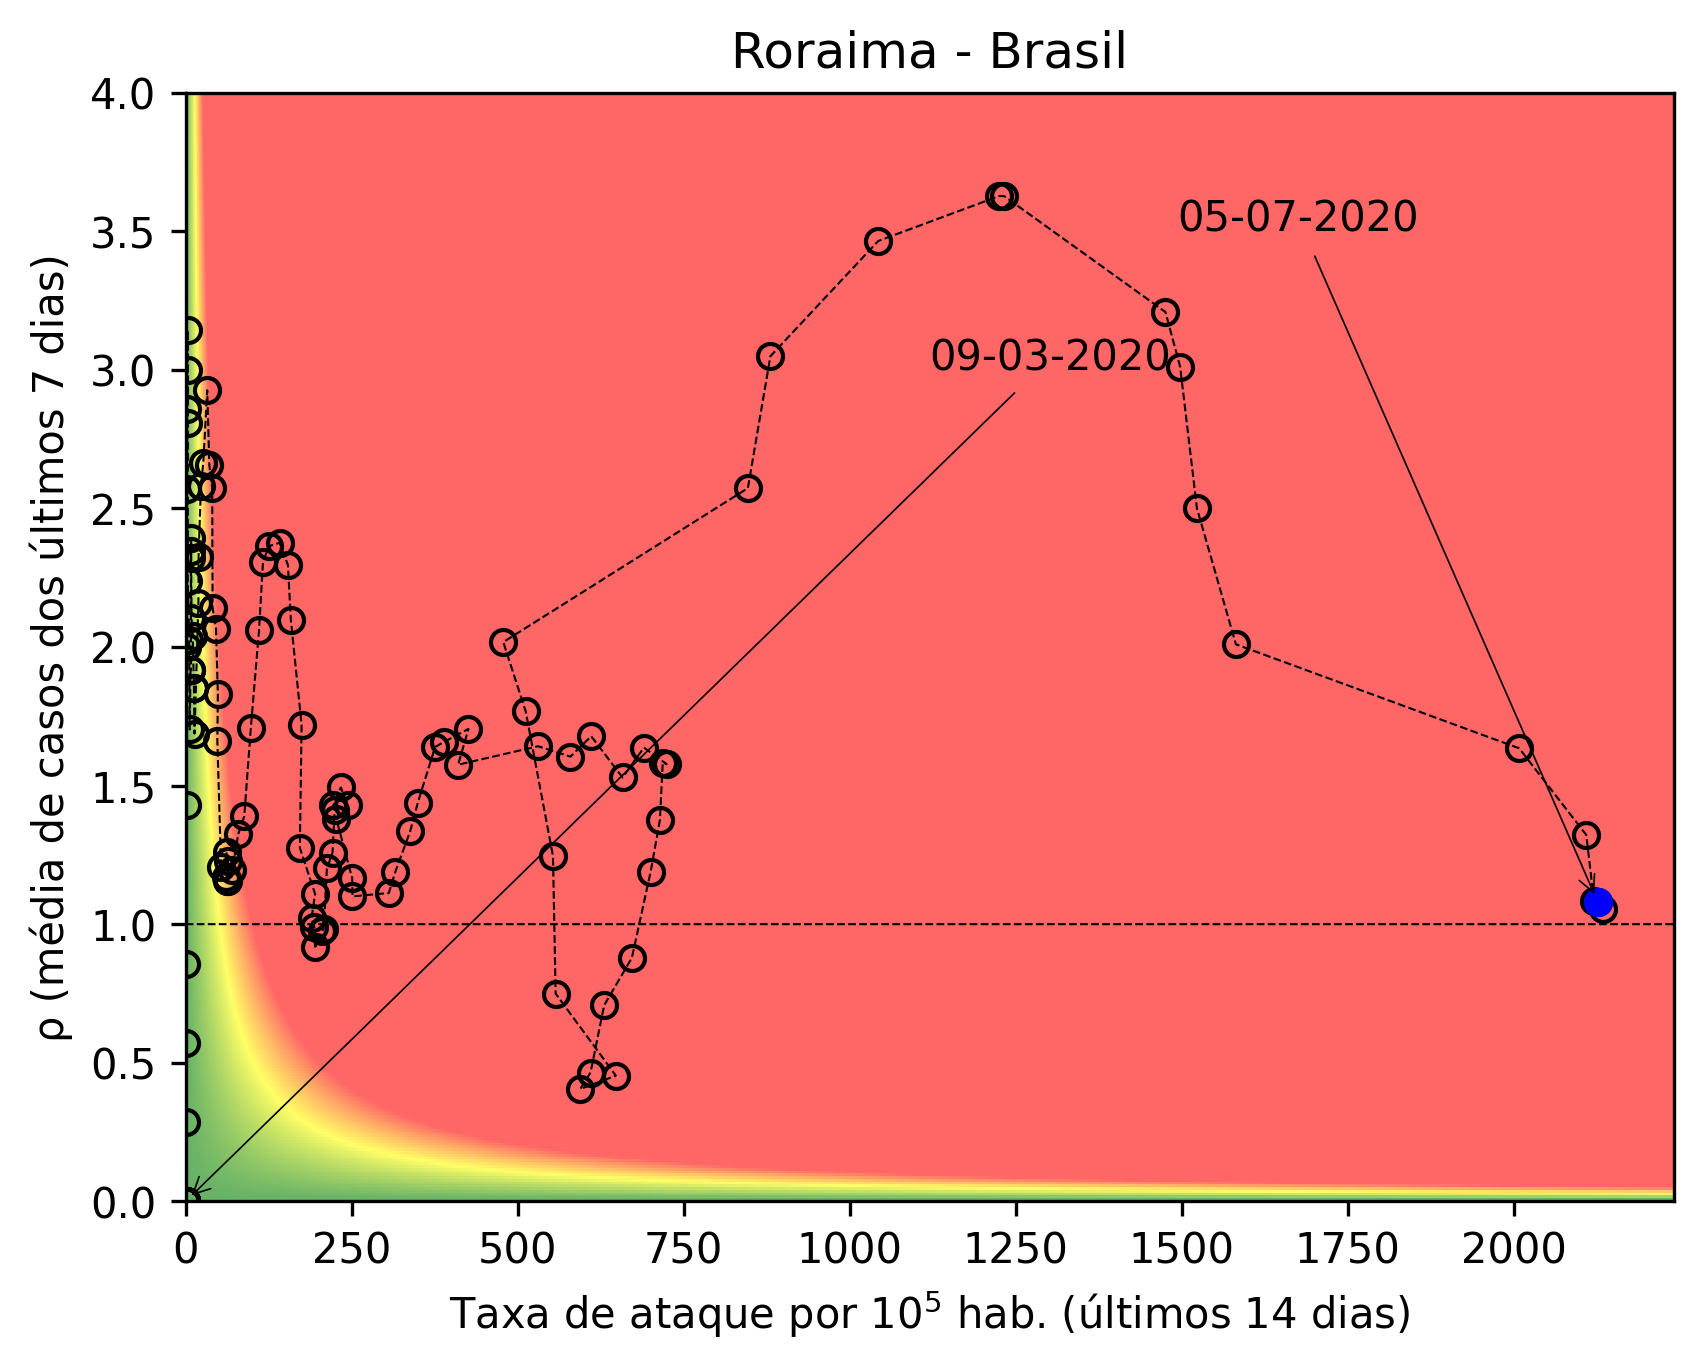 Roraima - Brasil
ρ (média de casos dos últimos 7 dias)
4.0
3.5
3.0
2.5
2.0
1.5
1.0
0.5
0.0
05-07-2020
09-03-2020
0 250 500 750 1000 1250 1500 1750 2000
Taxa de ataque por 10⁵ hab. (últimos 14 dias)